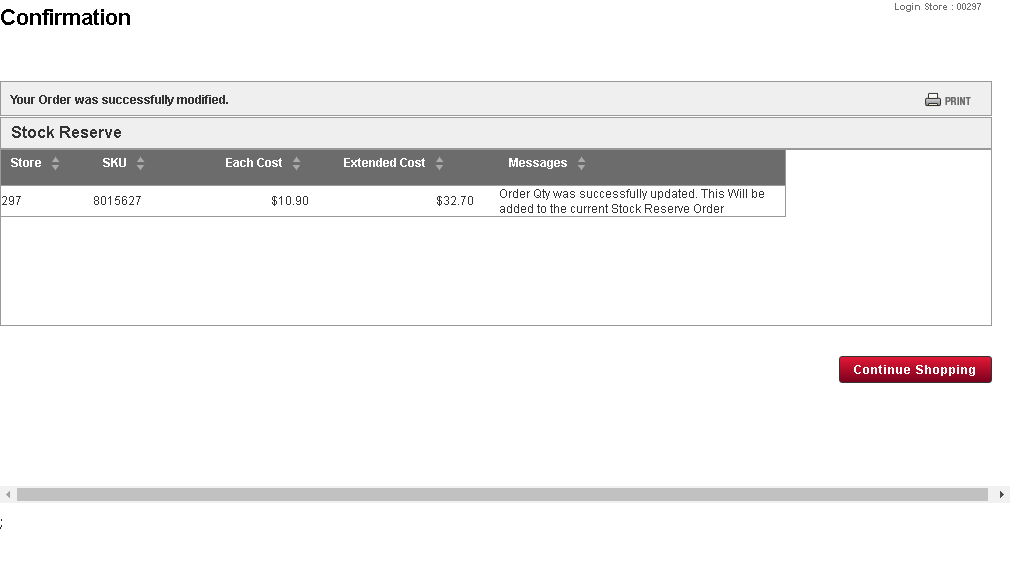 Login Store : 00297
Confirmation
Your Order was successfully modified.
PRINT
Stock Reserve
Store SKU Each Cost Extended Cost Messages
297 8015627 $10.90 $32.70 Order Qty was successfully updated. This Will be
added to the current Stock Reserve Order
Continue Shopping
;